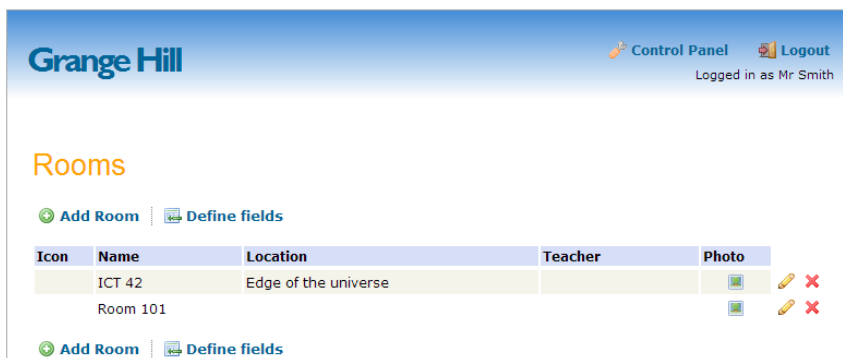 Grange Hill
Control Panel Logout
Logged in as Mr Smith
Rooms
Add Room Define fields
Icon Name Location Teacher Photo
ICT 42 Edge of the universe
Room 101
Add Room Define fields